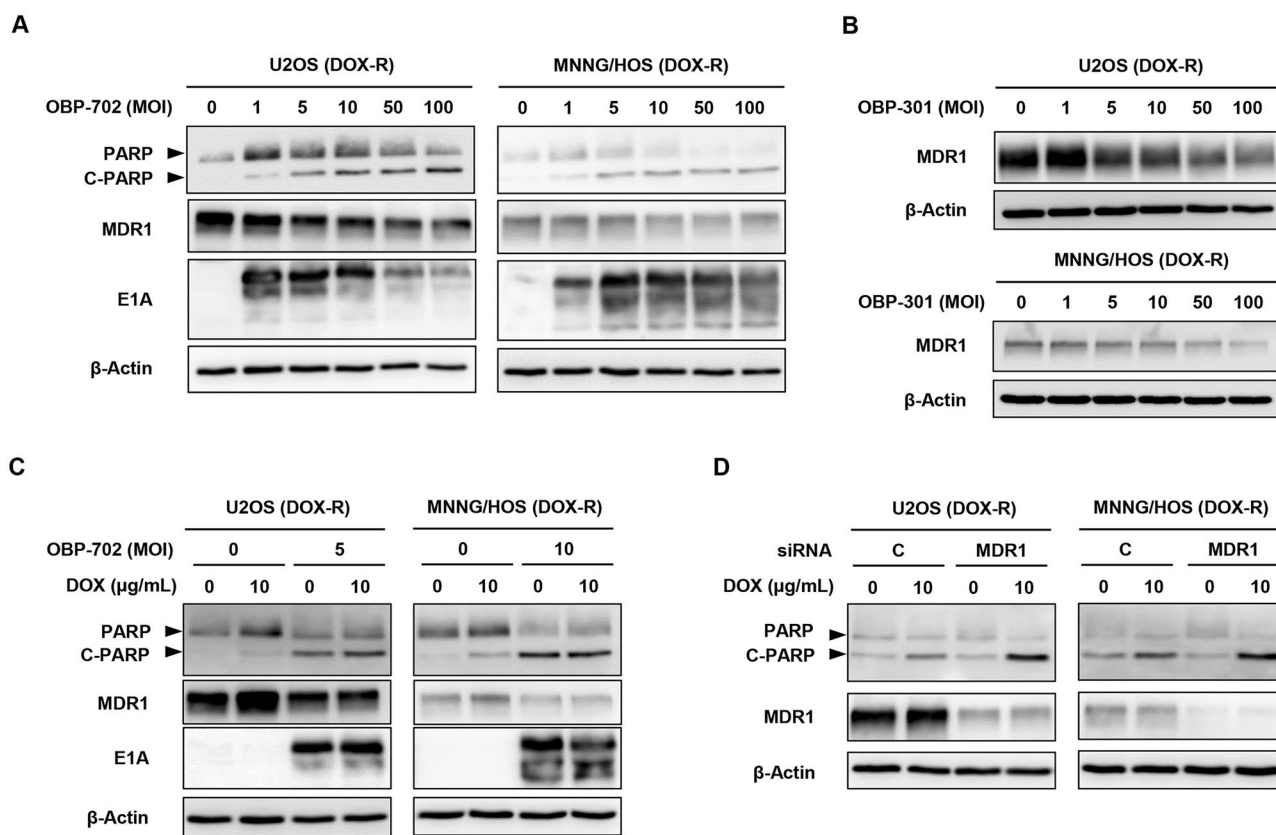 A
U2OS (DOX-R) MNNG/HOS (DOX-R)
OBP-702 (MOI) 0 1 5 10 50 100 0 1 5 10 50 100
PARP
C-PARP
MDR1
E1A
β-Actin
B
U2OS (DOX-R)
OBP-301 (MOI) 0 1 5 10 50 100
MDR1
β-Actin
MNNG/HOS (DOX-R)
OBP-301 (MOI) 0 1 5 10 50 100
MDR1
β-Actin
C
U2OS (DOX-R) MNNG/HOS (DOX-R)
OBP-702 (MOI) 0 5 0 10
DOX (μg/mL) 0 10 0 10 0 10 0 10
PARP
C-PARP
MDR1
E1A
β-Actin
D
U2OS (DOX-R) MNNG/HOS (DOX-R)
siRNA C MDR1 C MDR1
DOX (μg/mL) 0 10 0 10 0 10 0 10
PARP
C-PARP
MDR1
β-Actin